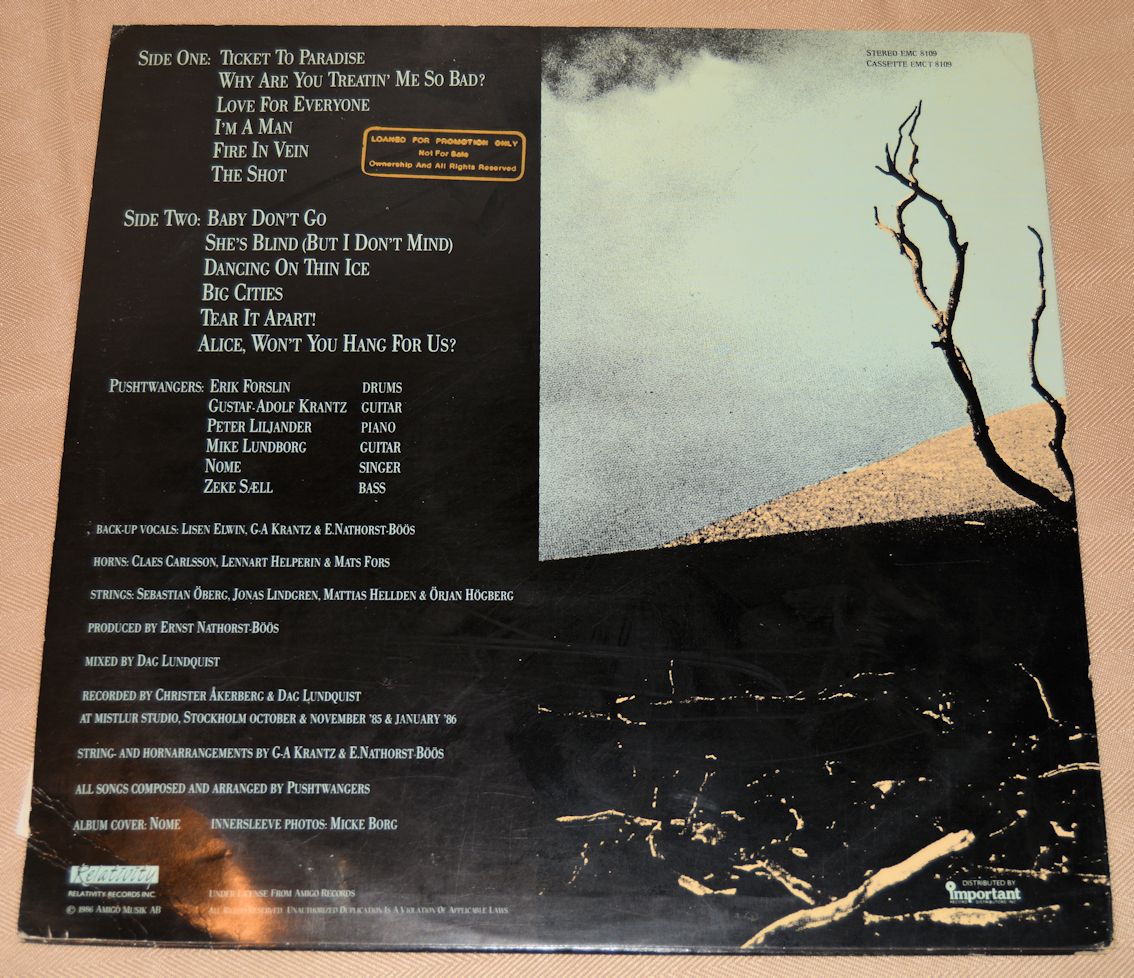 SIDE ONE: TICKET TO PARADISE
WHY ARE YOU TREATIN' ME SO BAD?
LOVE FOR EVERYONE
I'M A MAN
FIRE IN VEIN
THE SHOT
LOANED FOR PROMOTION ONLY
Not For Sale
Ownership And All Rights Reserved
SIDE TWO: BABY DON'T GO
SHE'S BLIND (BUT I DON'T MIND)
DANCING ON THIN ICE
BIG CITIES
TEAR IT APART!
ALICE, WON'T YOU HANG FOR US?
PUSHTWANGERS: ERIK FORSLIN DRUMS
GUSTAF-ADOLF KRANTZ GUITAR
PETER LILJANDER PIANO
MIKE LUNDBORG GUITAR
NOME SINGER
ZEKE SÆLL BASS
BACK-UP VOCALS: LISEN ELWIN, G-A KRANTZ & E.NATHORST-BÖÖS
HORNS: CLAES CARLSSON, LENNART HELPERIN & MATS FORS
STRINGS: SEBASTIAN ÖBERG, JONAS LINDGREN, MATTIAS HELLDEN & ÖRJAN HÖGBERG
PRODUCED BY ERNST NATHORST-BÖÖS
MIXED BY DAG LUNDQUIST
RECORDED BY CHRISTER ÅKERBERG & DAG LUNDQUIST
AT MISTLUR STUDIO, STOCKHOLM OCTOBER & NOVEMBER '85 & JANUARY '86
STRING- AND HORNARRANGEMENTS BY G-A KRANTZ & E.NATHORST-BÖÖS
ALL SONGS COMPOSED AND ARRANGED BY PUSHTWANGERS
ALBUM COVER: NOME INNERSLEEVE PHOTOS: MICKE BORG
Relativity
RELATIVITY RECORDS INC.
© 1986 AMIGO MUSIK AB
UNDER LICENSE FROM AMIGO RECORDS
ALL RIGHTS RESERVED UNAUTHORIZED DUPLICATION IS A VIOLATION OF APPLICABLE LAWS
STEREO EMC 8109
CASSETTE EMCT 8109
DISTRIBUTED BY
important
RECORD DISTRIBUTORS INC.